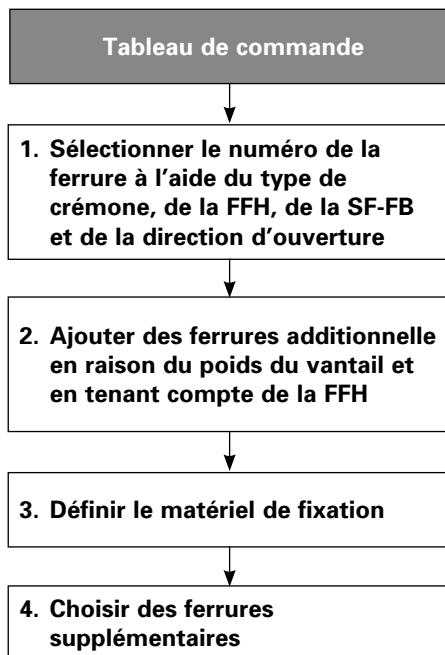 Tableau de commande
1. Sélectionner le numéro de la
ferrure à l’aide du type de
crémone, de la FFH, de la SF-FB
et de la direction d’ouverture
2. Ajouter des ferrures additionnelle
en raison du poids du vantail et
en tenant compte de la FFH
3. Définir le matériel de fixation
4. Choisir des ferrures
supplémentaires